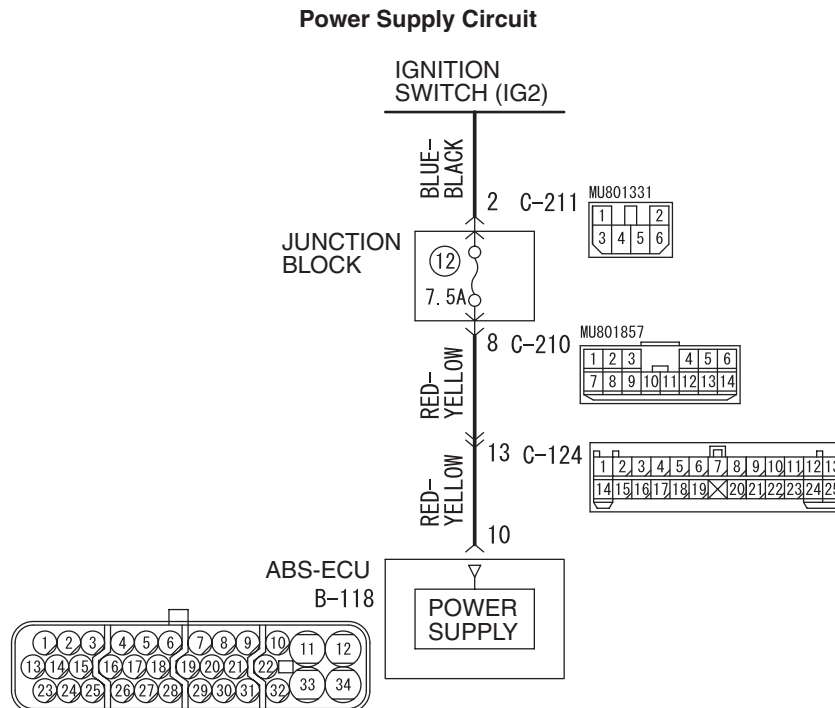 Power Supply Circuit
IGNITION
SWITCH (IG2)
BLUE-
BLACK
2 C-211
MU801331
1 2
3 4 5 6
JUNCTION
BLOCK
12
7.5A
8 C-210
MU801857
1 2 3 4 5 6
7 8 9 10 11 12 13 14
RED-
YELLOW
13 C-124
1 2 3 4 5 6 7 8 9 10 11 12 13
14 15 16 17 18 19 20 21 22 23 24
RED-
YELLOW
10
ABS-ECU
B-118
POWER
SUPPLY
1 2 3 4 5 6 7 8 9 10 11 12
13 14 15 16 17 18 19 20 21 22
23 24 25 26 27 28 29 30 31 32 33 34